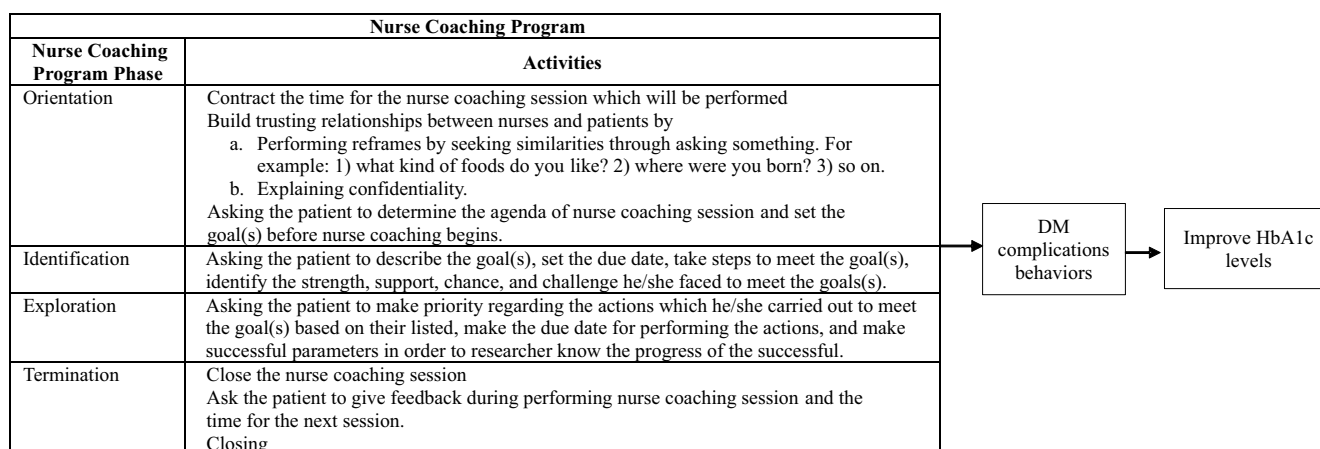 Nurse Coaching Program
Nurse Coaching
Program Phase
Activities
Orientation
Contract the time for the nurse coaching session which will be performed
Build trusting relationships between nurses and patients by
a. Performing reframes by seeking similarities through asking something. For
example: 1) what kind of foods do you like? 2) where were you born? 3) so on.
b. Explaining confidentiality.
Asking the patient to determine the agenda of nurse coaching session and set the
goal(s) before nurse coaching begins.
Identification
Asking the patient to describe the goal(s), set the due date, take steps to meet the goal(s),
identify the strength, support, chance, and challenge he/she faced to meet the goals(s).
Exploration
Asking the patient to make priority regarding the actions which he/she carried out to meet
the goal(s) based on their listed, make the due date for performing the actions, and make
successful parameters in order to researcher know the progress of the successful.
Termination
Close the nurse coaching session
Ask the patient to give feedback during performing nurse coaching session and the
time for the next session.
Closing
DM
complications
behaviors
Improve HbA1c
levels